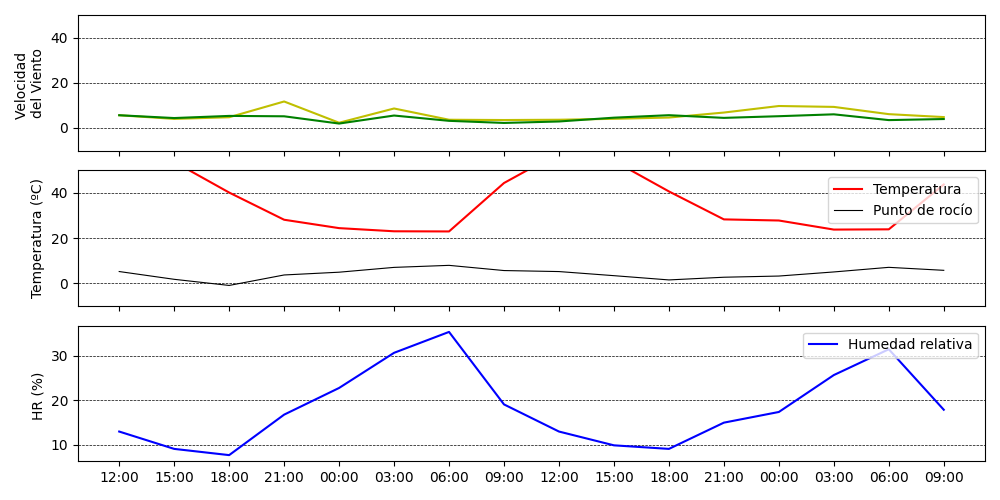 Velocidad
del Viento
40
20
0
Temperatura (ºC)
40
20
0
Temperatura
Punto de rocío
HR (%)
30
20
10
Humedad relativa
12:00 15:00 18:00 21:00 00:00 03:00 06:00 09:00 12:00 15:00 18:00 21:00 00:00 03:00 06:00 09:00